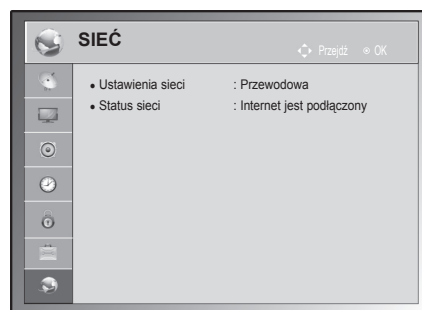 SIEĆ
Przejdź OK
• Ustawienia sieci : Przewodowa
• Status sieci : Internet jest podłączony